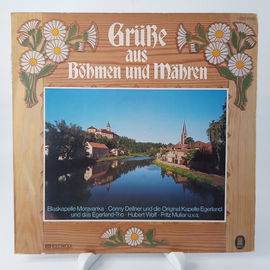 Grüße
aus
Böhmen und Mähren
Blaskapelle Moravanka · Conny Dellner und die Original Kapelle Egerland
und das Egerland-Trio · Hubert Wolf · Fritz Mullar u.v.a.